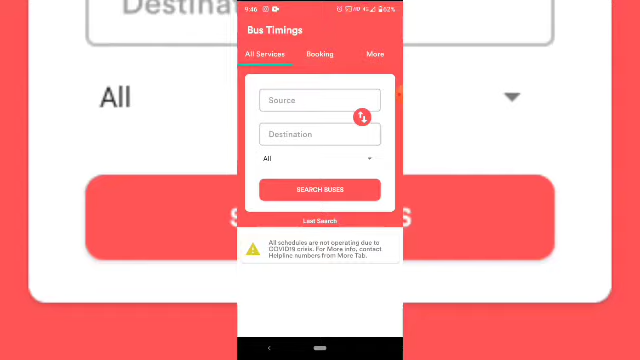 Destination
All
9:46 62%
Bus Timings
All Services Booking More
Source
Destination
All
SEARCH BUSES
Last Search
All schedules are not operating due to
COVID19 crisis. For More info, contact
Helpline numbers from More Tab.